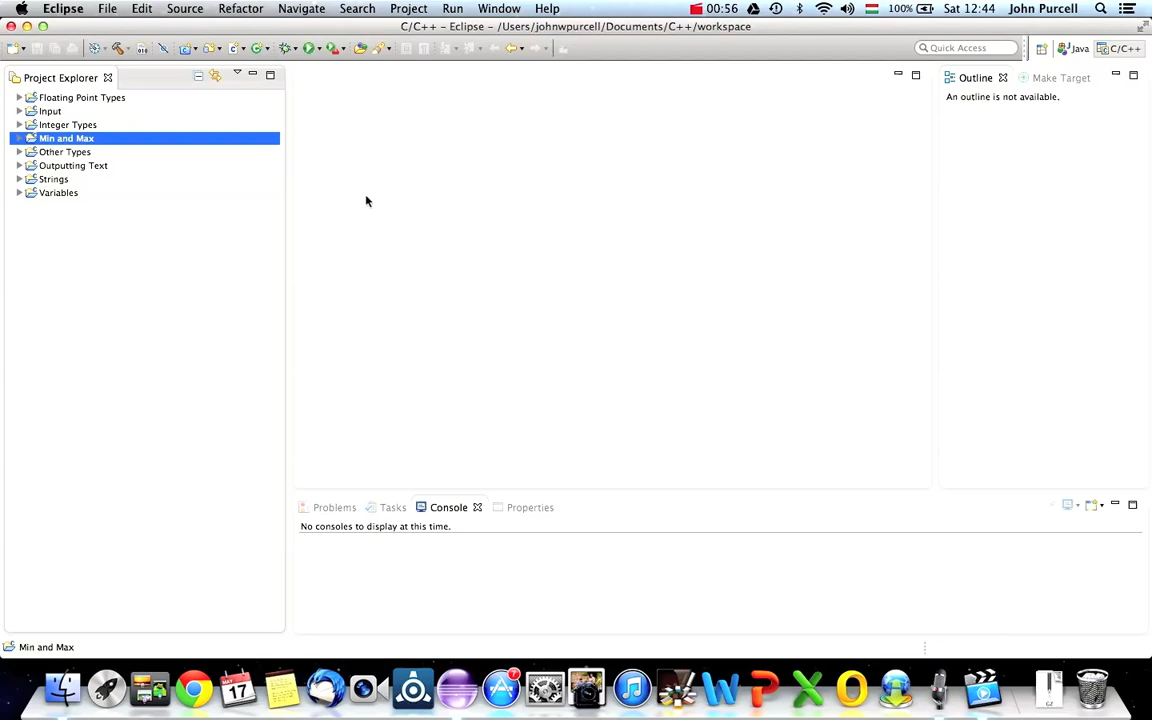 Eclipse File Edit Source Refactor Navigate Search Project Run Window Help 00:56 100% Sat 12:44 John Purcell
C/C++ - Eclipse - /Users/johnwpurcell/Documents/C++/workspace
Quick Access Java C/C++
Project Explorer
Floating Point Types
Input
Integer Types
Min and Max
Other Types
Outputting Text
Strings
Variables
Outline Make Target
An outline is not available.
Problems Tasks Console Properties
No consoles to display at this time.
Min and Max
MAY
17
7
W P X O
GZ